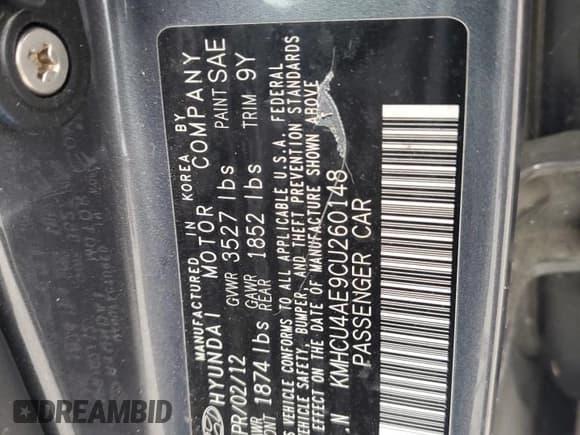 MANUFACTURED IN KOREA BY
HYUNDAI MOTOR COMPANY
PR/02/12 GVWR 3527 lbs PAINT SAE
GAWR 1852 lbs TRIM 9Y
ONT 1874 lbs REAR
VEHICLE CONFORMS TO ALL APPLICABLE U.S.A. FEDERAL
VEHICLE SAFETY, BUMPER AND THEFT PREVENTION STANDARDS
EFFECT ON THE DATE OF MANUFACTURE SHOWN ABOVE
.N KMHCU4AE9CU260148
PASSENGER CAR
AutoBidMaster